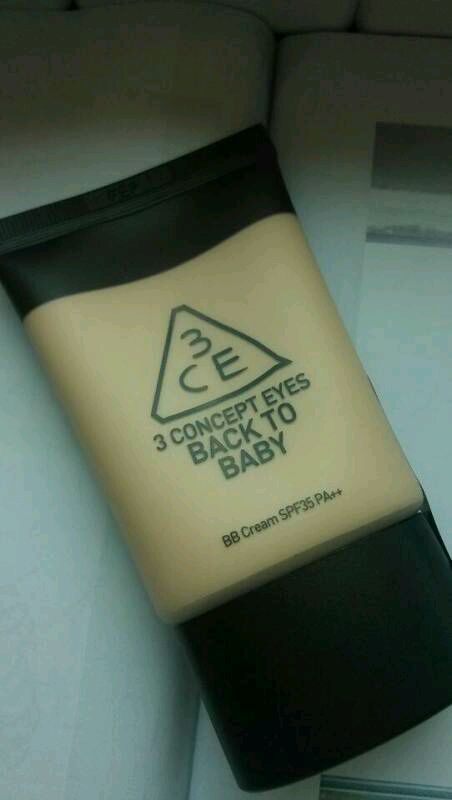 3
CE
3 CONCEPT EYES
BACK TO
BABY
BB Cream SPF35 PA++